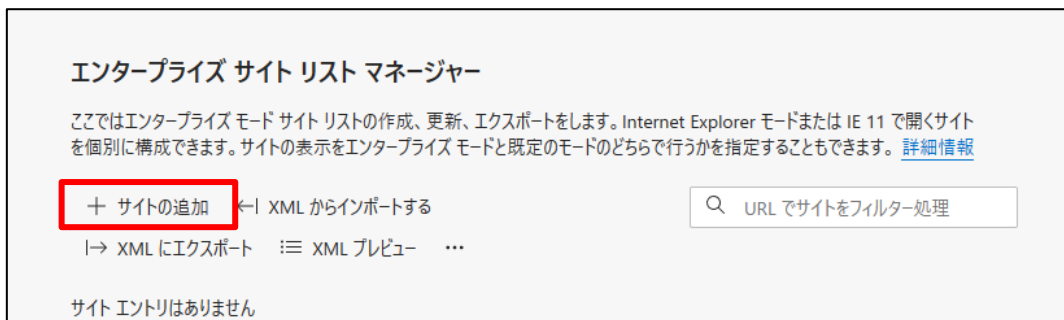 エンタープライズ サイト リスト マネージャー
ここではエンタープライズ モード サイト リストの作成、更新、エクスポートをします。Internet Explorer モードまたは IE 11 で開くサイト
を個別に構成できます。サイトの表示をエンタープライズ モードと既定のモードのどちらで行うかを指定することもできます。 詳細情報
サイトの追加 XML からインポートする URL でサイトをフィルター処理
XML にエクスポート XML プレビュー ···
サイト エントリはありません